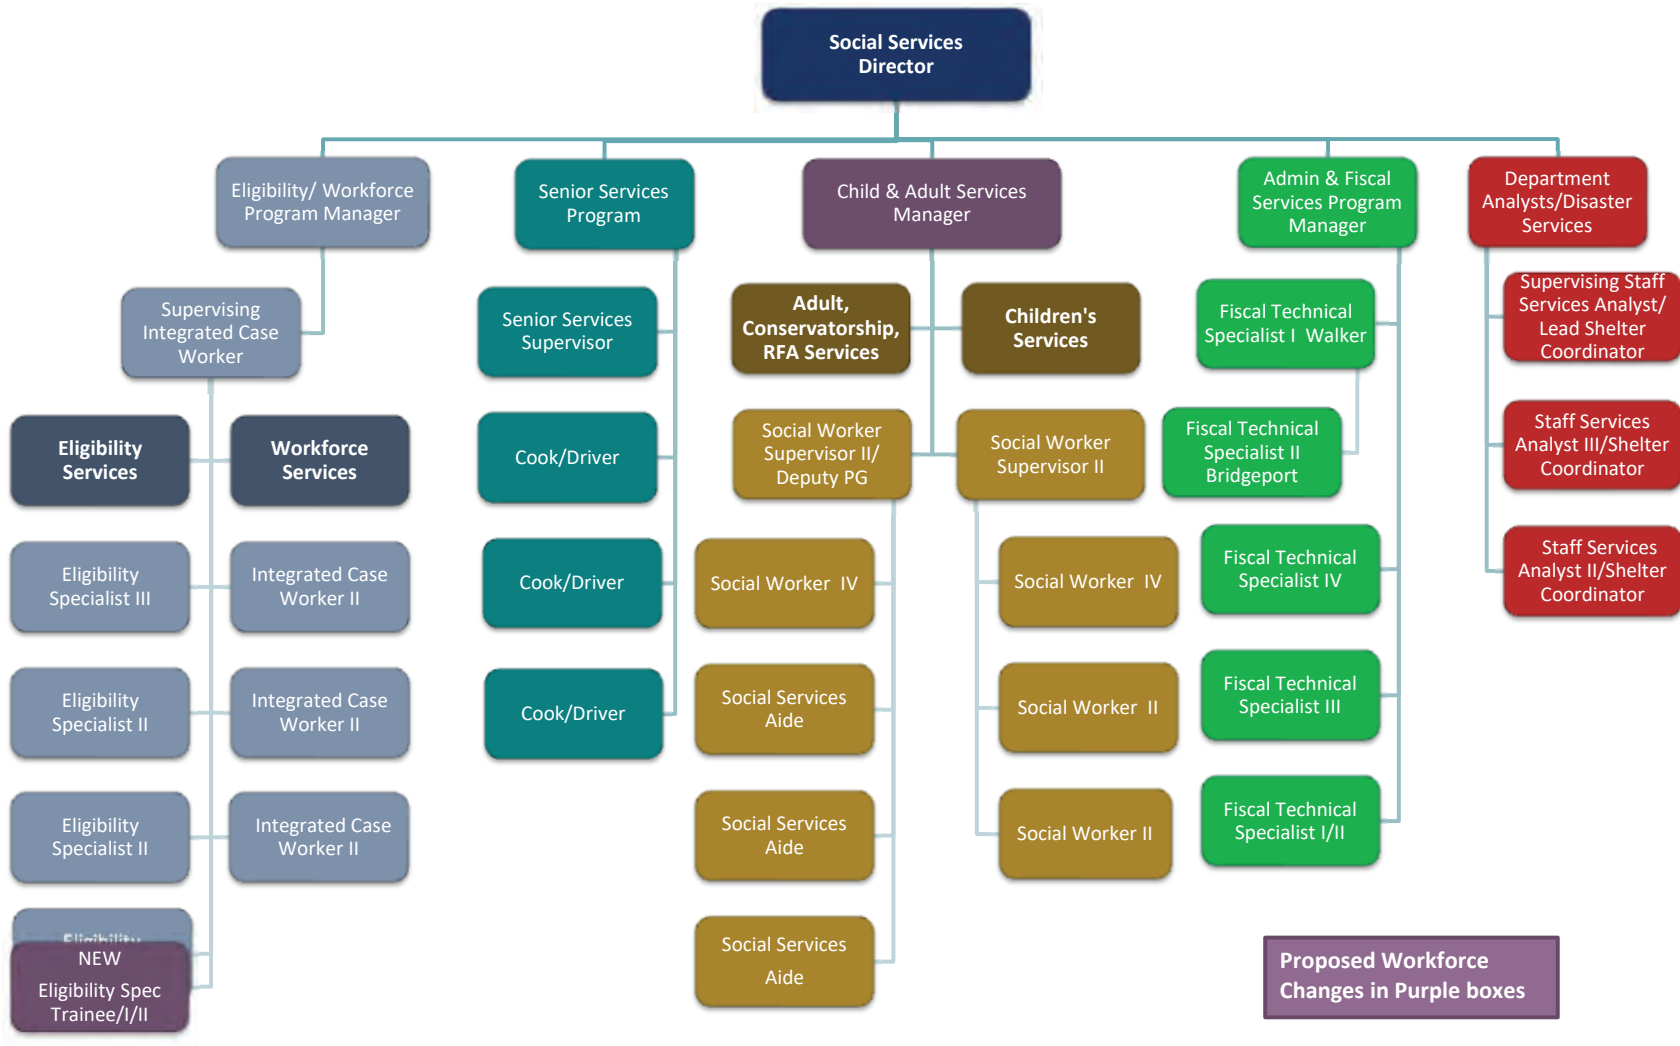 Social Services
Director
Eligibility/ Workforce
Program Manager
Senior Services
Program
Child & Adult Services
Manager
Admin & Fiscal
Services Program
Manager
Department
Analysts/Disaster
Services
Supervising
Integrated Case
Worker
Eligibility
Services
Workforce
Services
Eligibility
Specialist III
Integrated Case
Worker II
Eligibility
Specialist II
Integrated Case
Worker II
Eligibility
Specialist II
Integrated Case
Worker II
Eligibility
NEW
Eligibility Spec
Trainee/I/II
Senior Services
Supervisor
Cook/Driver
Cook/Driver
Cook/Driver
Adult,
Conservatorship,
RFA Services
Children's
Services
Social Worker
Supervisor II/
Deputy PG
Social Worker
Supervisor II
Social Worker IV
Social Services
Aide
Social Services
Aide
Social Services
Aide
Social Worker IV
Social Worker II
Social Worker II
Fiscal Technical
Specialist I Walker
Fiscal Technical
Specialist II
Bridgeport
Fiscal Technical
Specialist IV
Fiscal Technical
Specialist III
Fiscal Technical
Specialist I/II
Supervising Staff
Services Analyst/
Lead Shelter
Coordinator
Staff Services
Analyst III/Shelter
Coordinator
Staff Services
Analyst II/Shelter
Coordinator
Proposed Workforce
Changes in Purple boxes